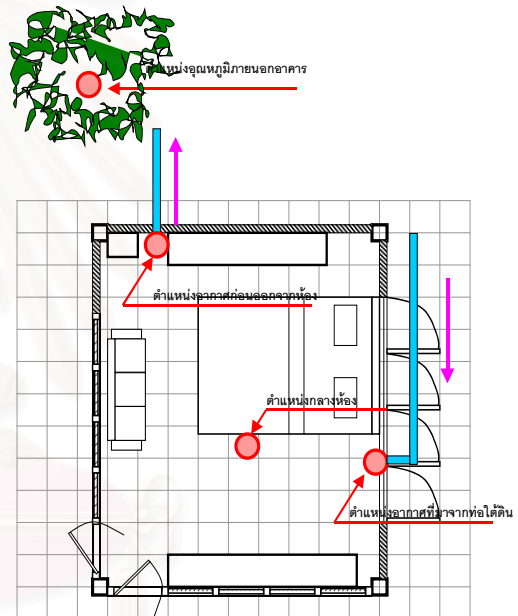 ตำแหน่งอุณหภูมิภายนอกอาคาร
ตำแหน่งอากาศก่อนออกจากห้อง
ตำแหน่งกลางห้อง
ตำแหน่งอากาศที่มาจากท่อใต้ดิน